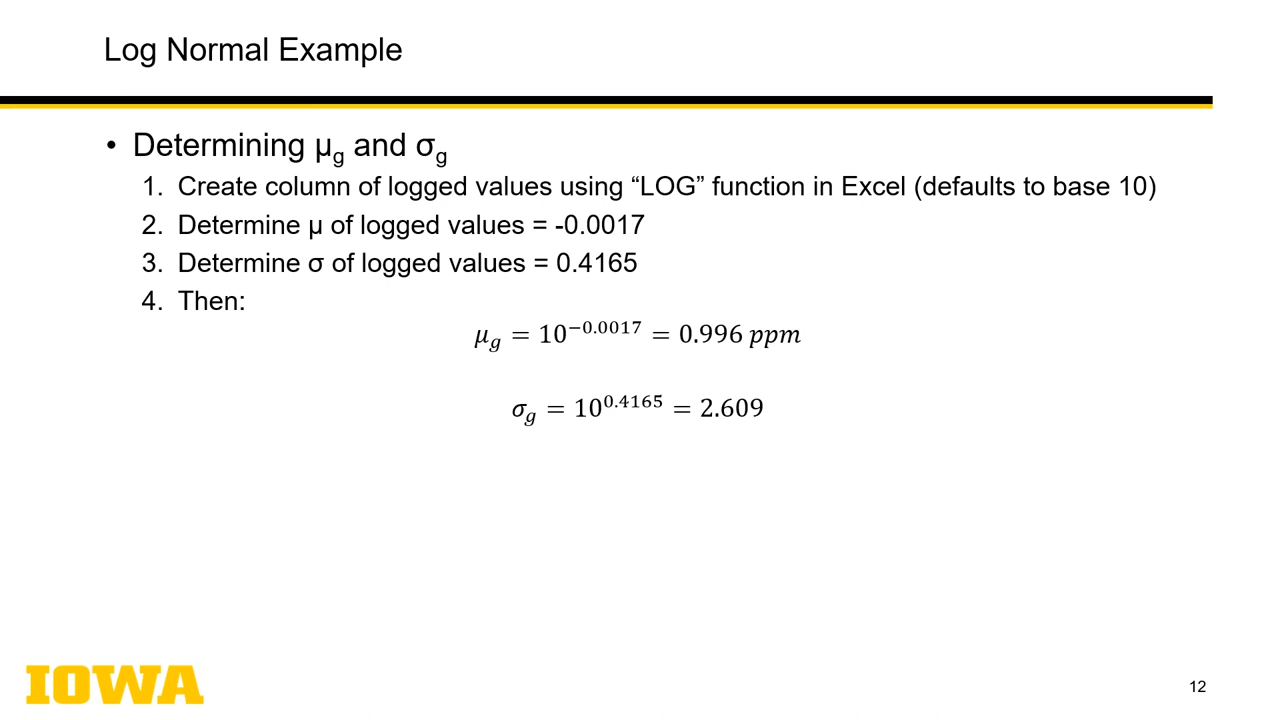 Log Normal Example
• Determining μg and σg
1. Create column of logged values using “LOG” function in Excel (defaults to base 10)
2. Determine μ of logged values = -0.0017
3. Determine σ of logged values = 0.4165
4. Then:
μg = 10^−0.0017 = 0.996 ppm
σg = 10^0.4165 = 2.609
IOWA
12